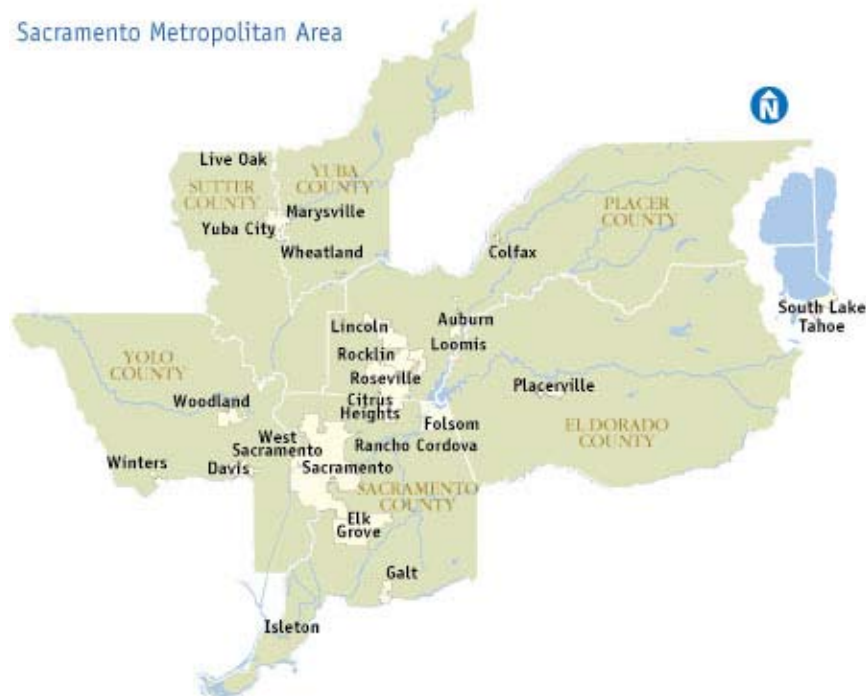 Sacramento Metropolitan Area
N
Live Oak
YUBA
COUNTY
SUTTER
COUNTY
Marysville
Yuba City
Wheatland
PLACER
COUNTY
Colfax
South Lake
Tahoe
Lincoln
Auburn
Loomis
Rocklin
YOLO
COUNTY
Roseville
Placerville
Woodland
Citrus
Heights
Folsom
EL DORADO
COUNTY
West
Sacramento
Rancho Cordova
Winters
Davis
Sacramento
SACRAMENTO
COUNTY
Elk
Grove
Galt
Isleton